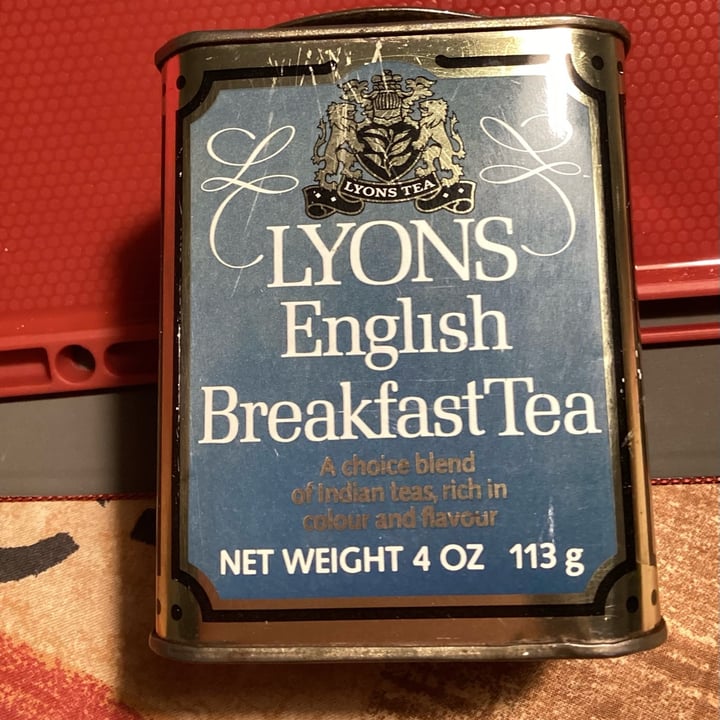 LYONS TEA
LYONS
English
Breakfast Tea
A choice blend
of Indian teas, rich in
colour and flavour
NET WEIGHT 4 OZ 113 g